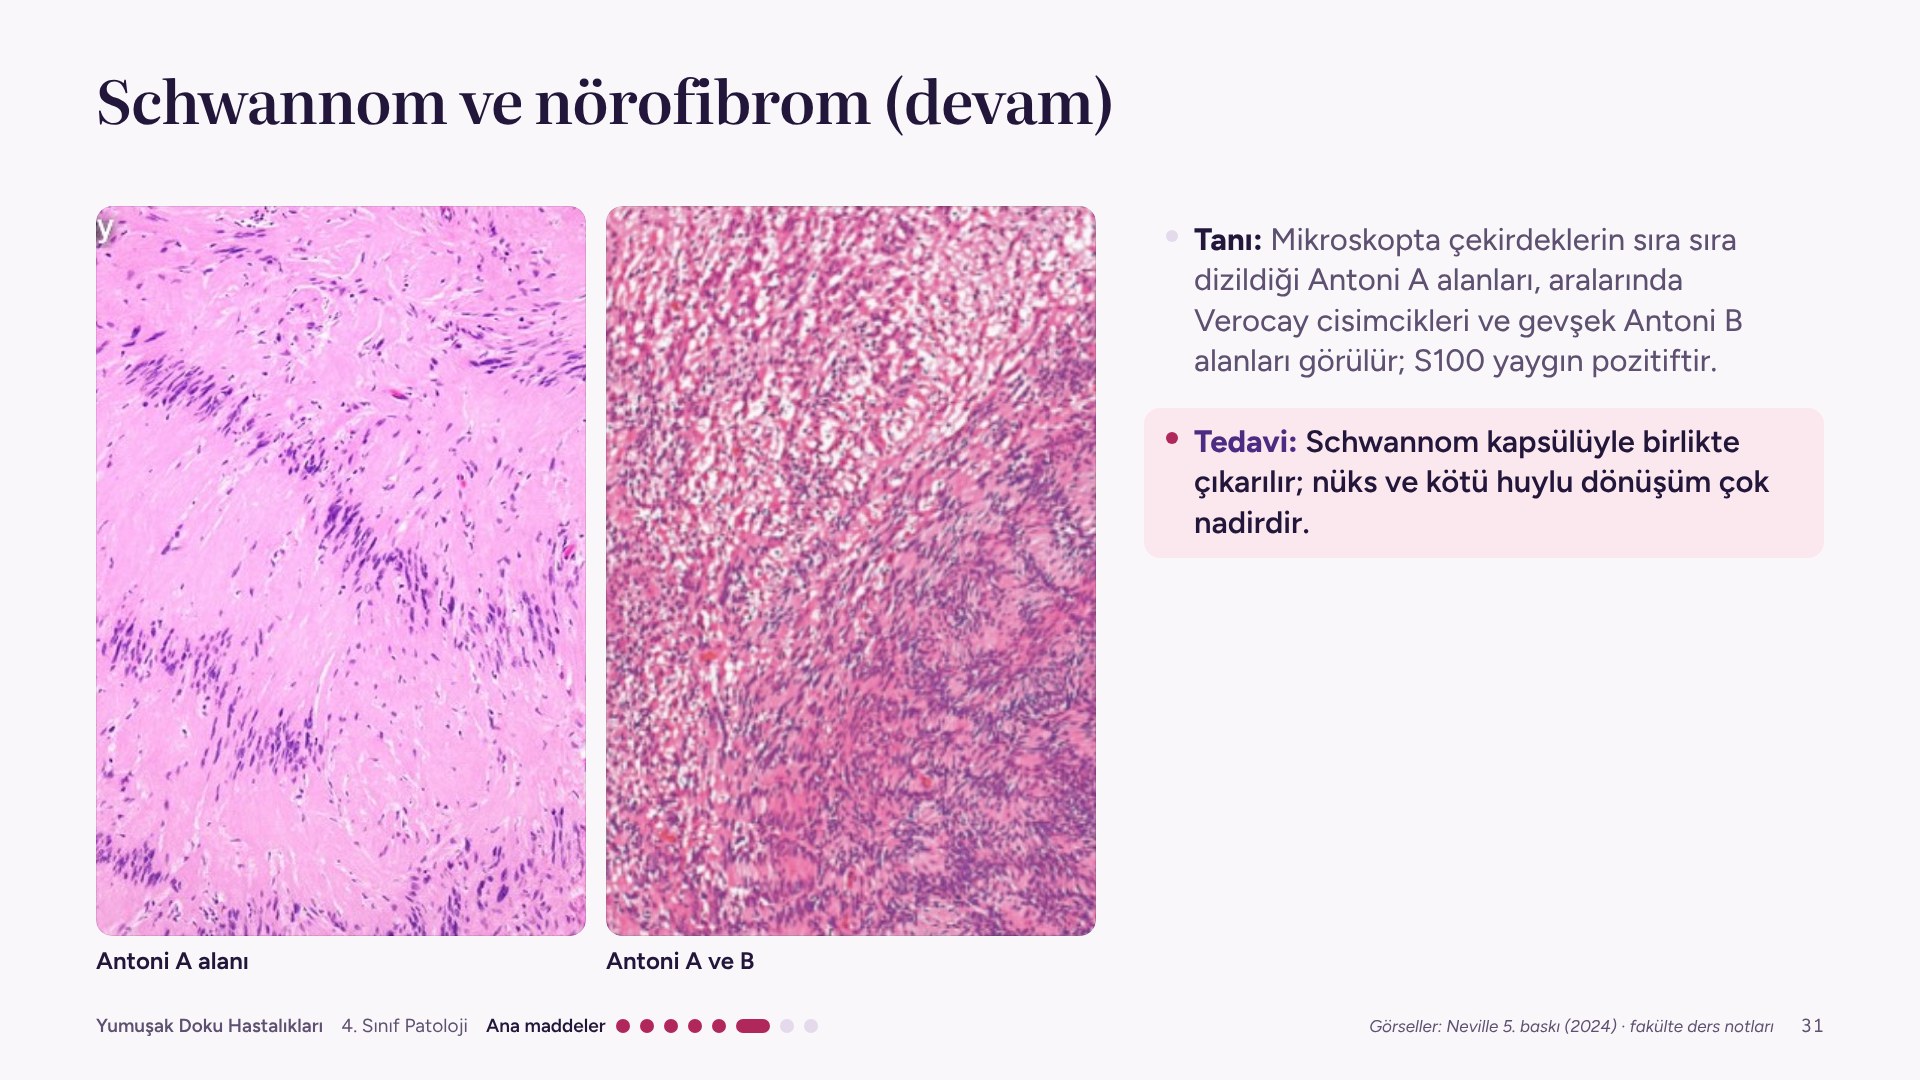 Schwannom ve nörofibrom (devam)
y
Tanı: Mikroskopta çekirdeklerin sıra sıra
dizildiği Antoni A alanları, aralarında
Verocay cisimcikleri ve gevşek Antoni B
alanları görülür; S100 yaygın pozitiftir.
Tedavi: Schwannom kapsülüyle birlikte
çıkarılır; nüks ve kötü huylu dönüşüm çok
nadirdir.
Antoni A alanı
Antoni A ve B
Yumuşak Doku Hastalıkları 4. Sınıf Patoloji Ana maddeler
Görseller: Neville 5. baskı (2024) · fakülte ders notları 31